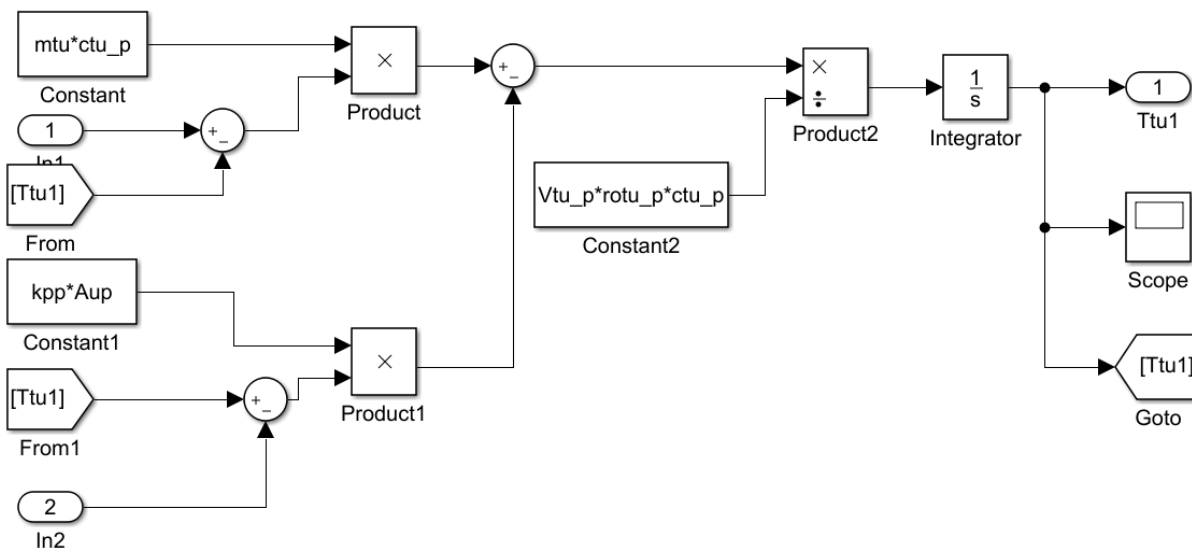 mtu*ctu_p
Constant
1
In1
[Ttu1]
From
kpp*Aup
Constant1
[Ttu1]
From1
2
In2
+
−
+
−
×
Product
×
Product1
+
−
Vtu_p*rotu_p*ctu_p
Constant2
×
÷
Product2
1
s
Integrator
1
Ttu1
Scope
[Ttu1]
Goto